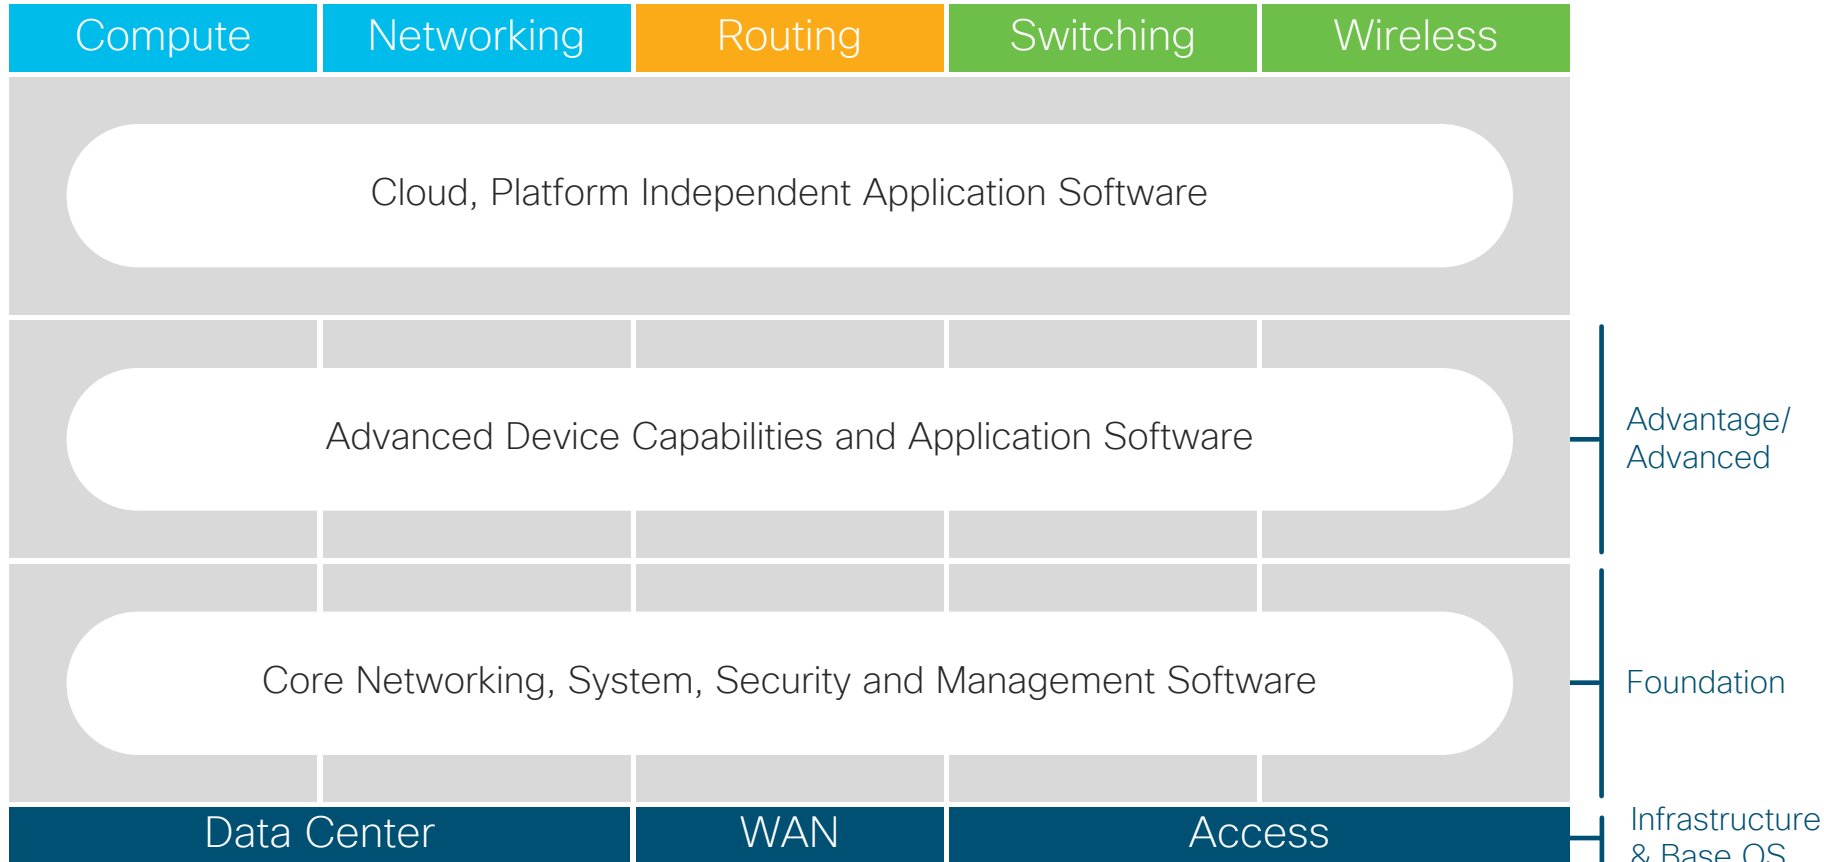 Compute Networking Routing Switching Wireless
Cloud, Platform Independent Application Software
Advanced Device Capabilities and Application Software
Advantage/
Advanced
Core Networking, System, Security and Management Software
Foundation
Data Center WAN Access
Infrastructure
& Base OS